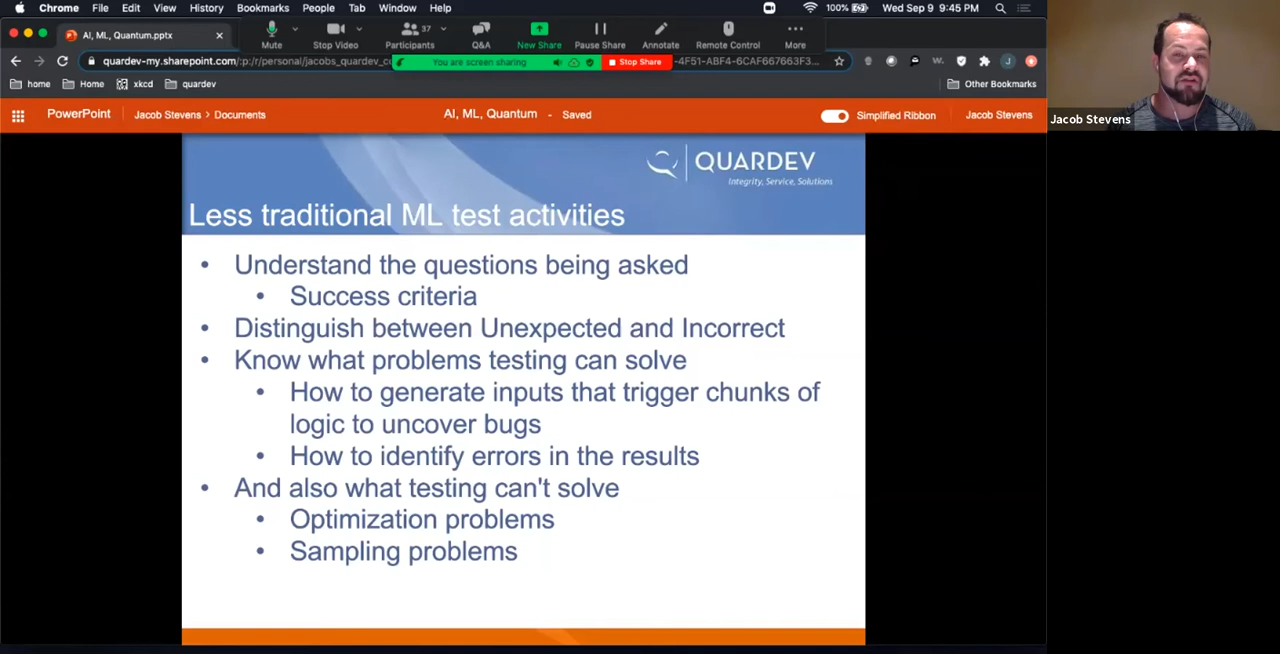 Chrome File Edit View History Bookmarks People Tab Window Help 100% Wed Sep 9 9:45 PM
AI, ML, Quantum.pptx
37
Mute Stop Video Participants Q&A New Share Pause Share Annotate Remote Control More
quardev-my.sharepoint.com/:p:/r/personal/jacobs_quardev_c You are screen sharing Stop Share -4F51-ABF4-6CAF667663F3...
home Home xkcd quardev Other Bookmarks
PowerPoint Jacob Stevens > Documents AI, ML, Quantum - Saved Simplified Ribbon Jacob Stevens
Jacob Stevens
QUARDEV
Integrity, Service, Solutions
Less traditional ML test activities
• Understand the questions being asked
• Success criteria
• Distinguish between Unexpected and Incorrect
• Know what problems testing can solve
• How to generate inputs that trigger chunks of
logic to uncover bugs
• How to identify errors in the results
• And also what testing can't solve
• Optimization problems
• Sampling problems